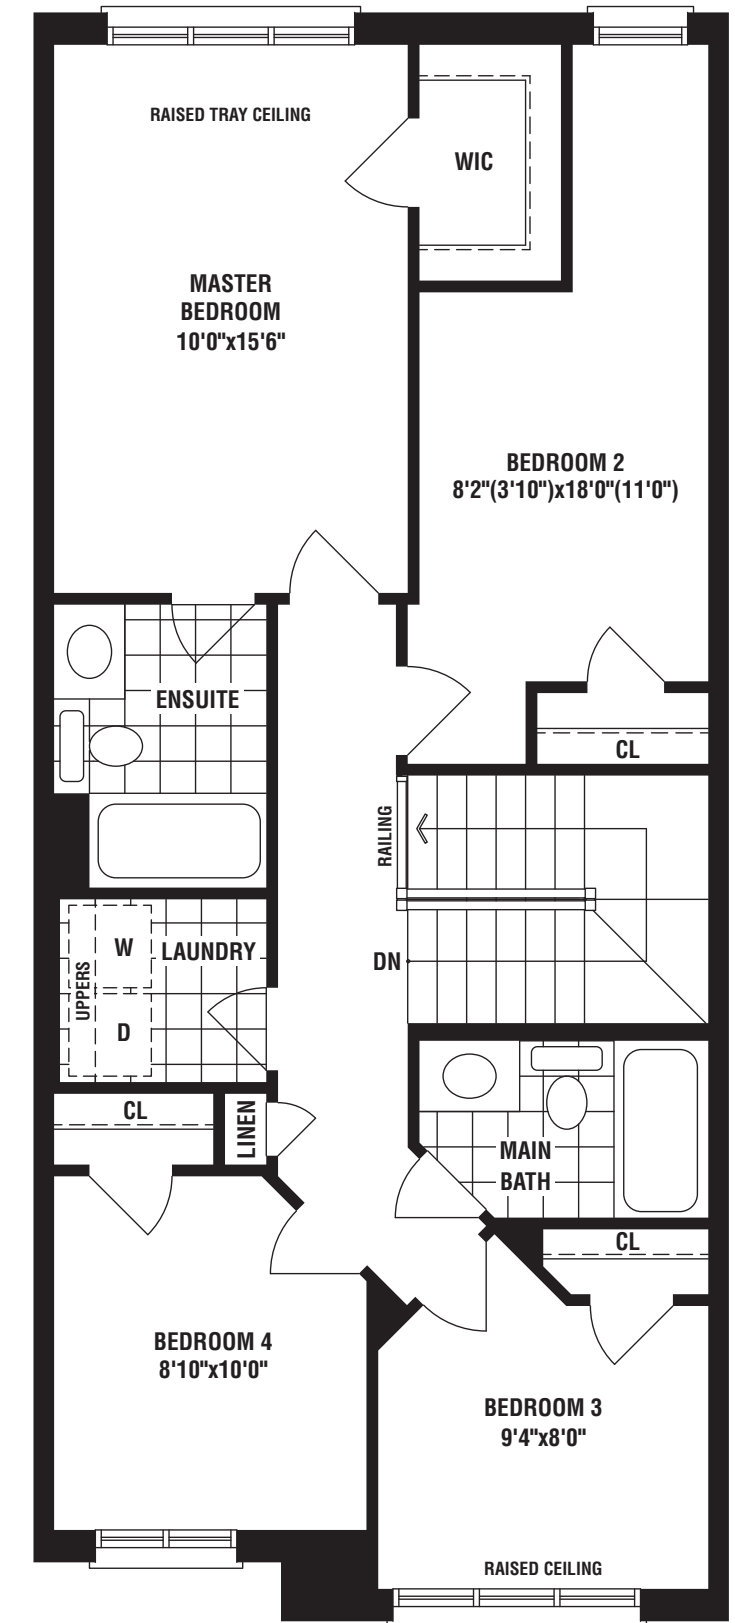 RAISED TRAY CEILING
WIC
MASTER
BEDROOM
10'0"x15'6"
BEDROOM 2
8'2"(3'10")x18'0"(11'0")
ENSUITE
CL
RAILING
W
LAUNDRY
UPPERS
DN
D
CL
LINEN
MAIN
BATH
CL
BEDROOM 4
8'10"x10'0"
BEDROOM 3
9'4"x8'0"
RAISED CEILING